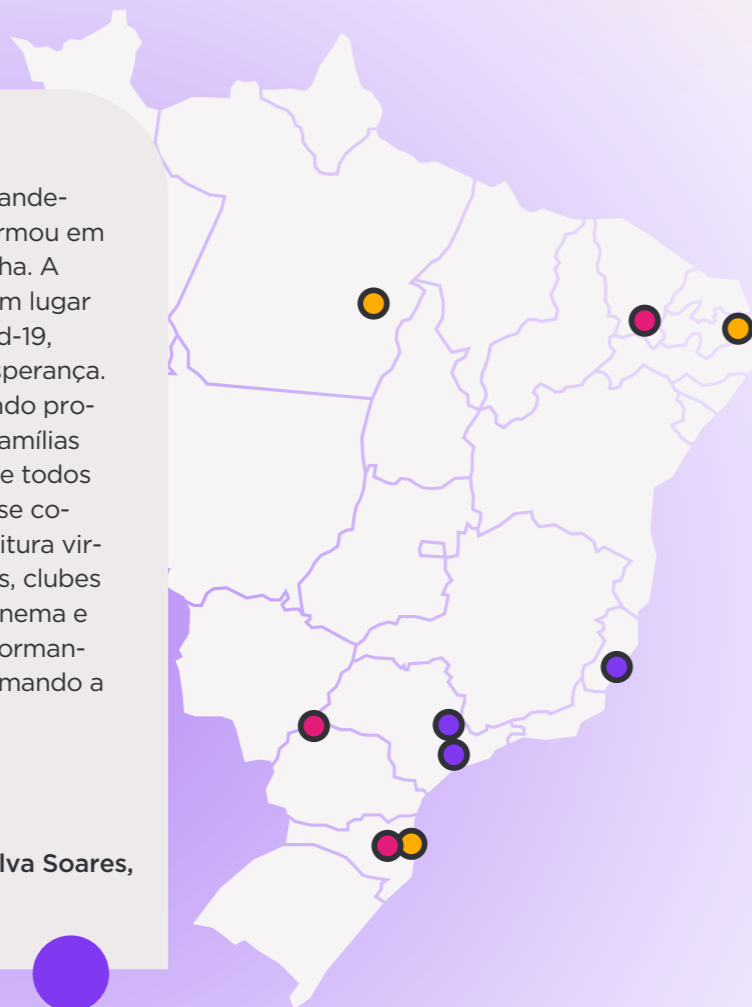 ande-
rmou em
ha. A
m lugar
d-19,
sperança.
ndo pro-
amílias
e todos
se co-
itura vir-
s, clubes
nema e
orman-
mando a
lva Soares,